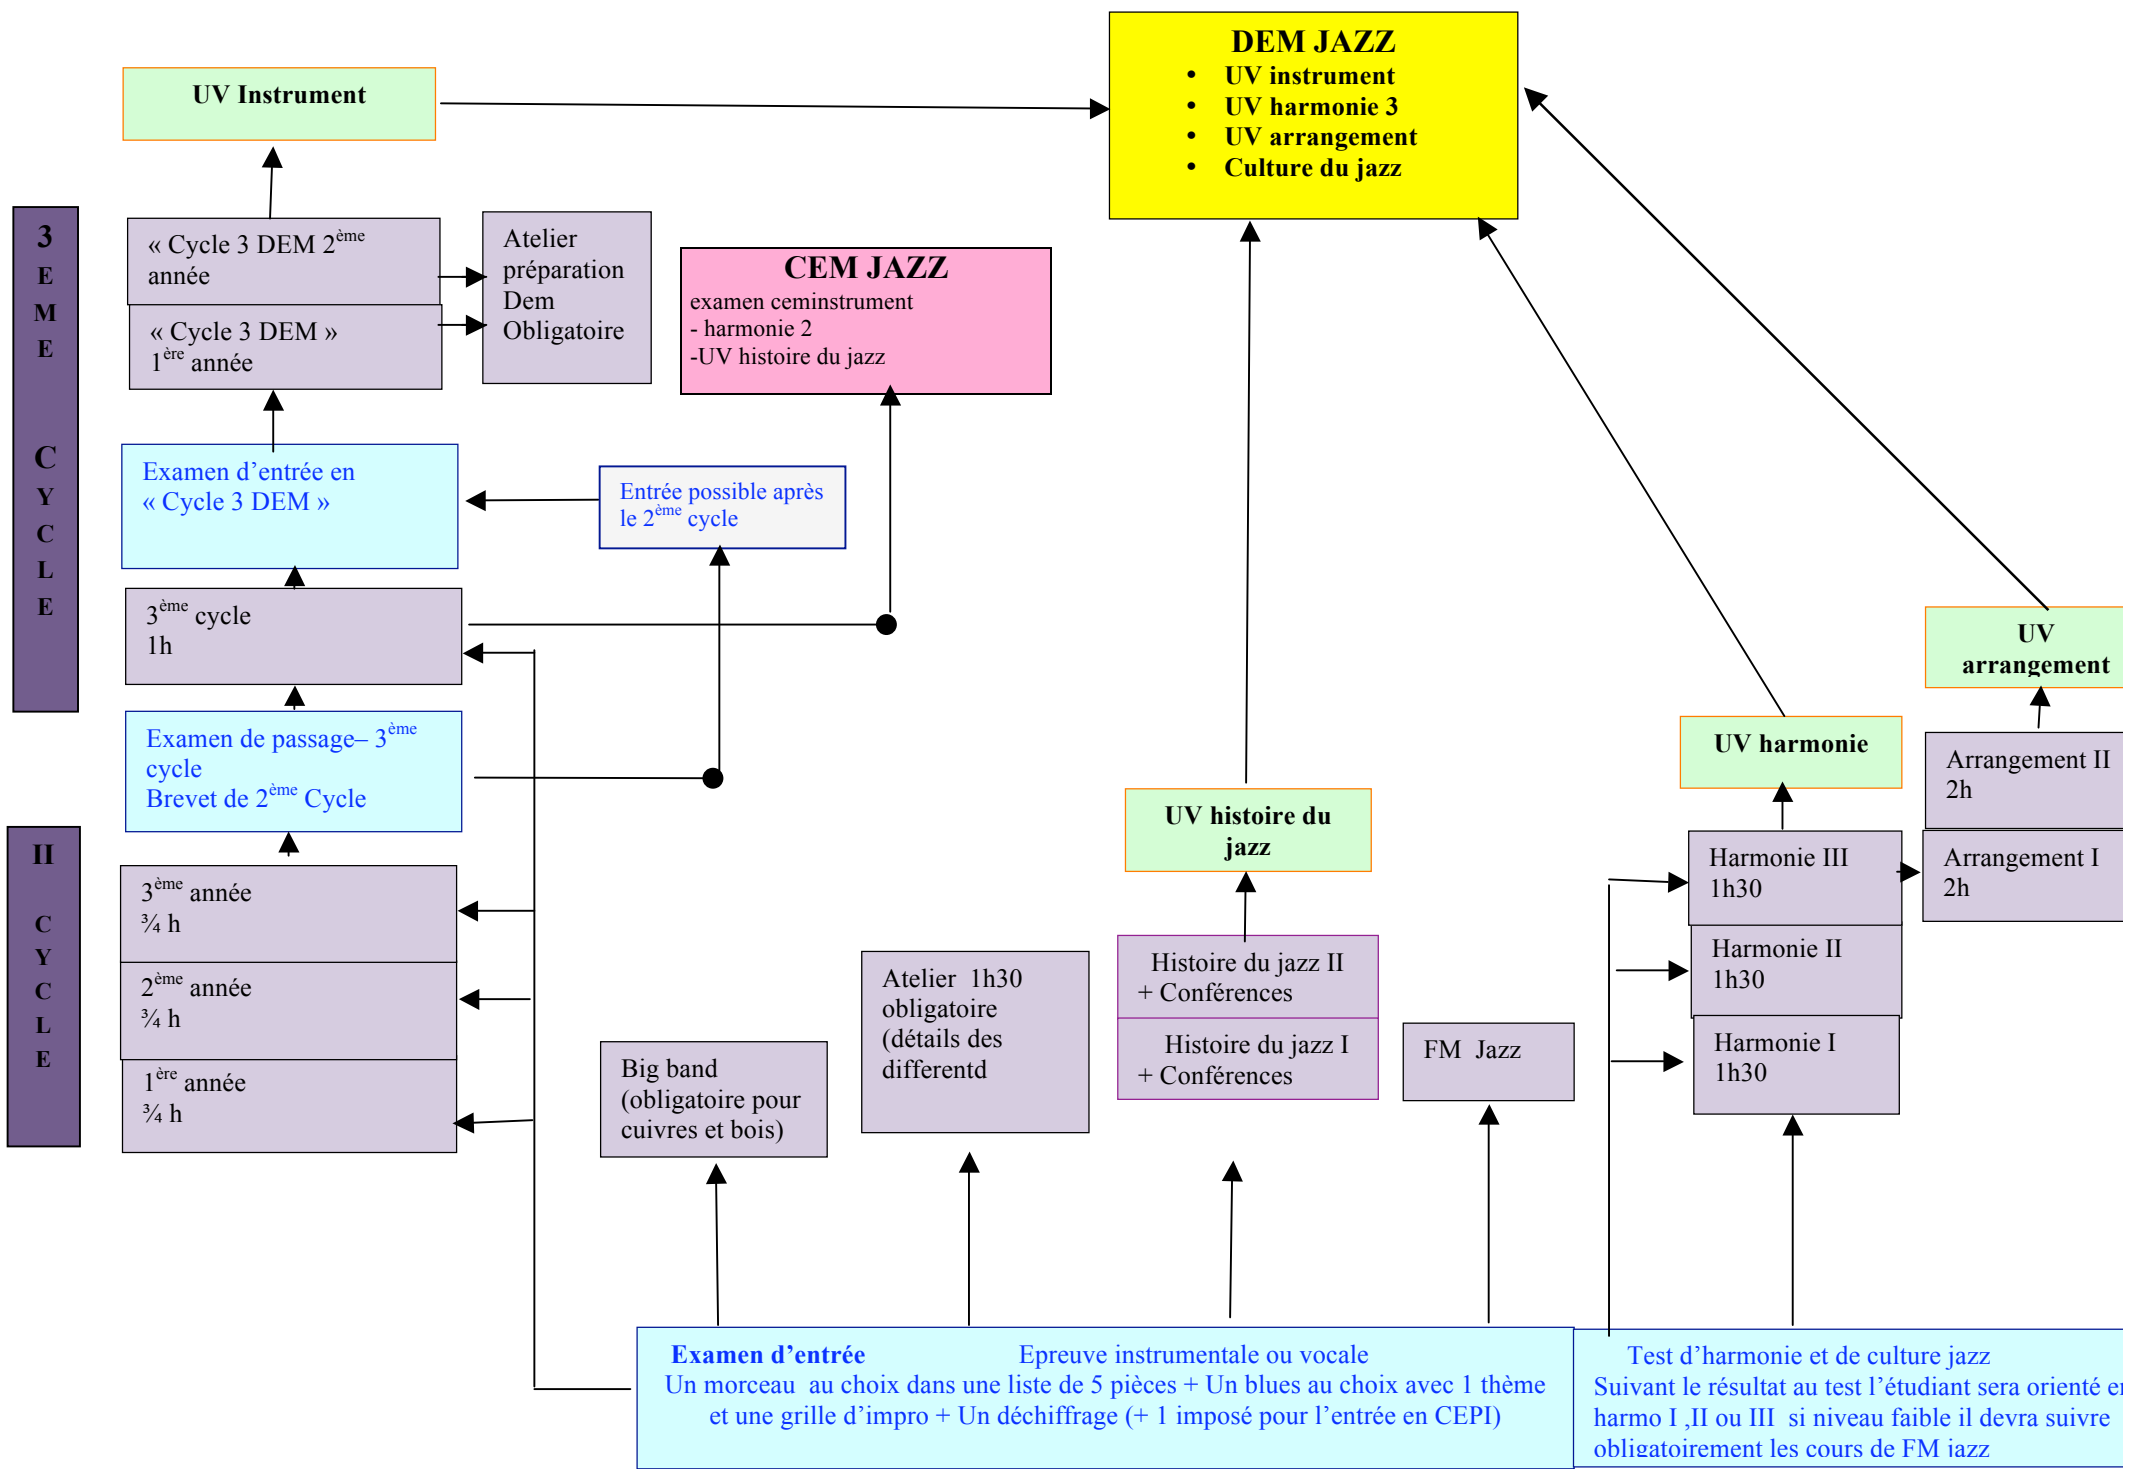 DEM JAZZ
• UV instrument
• UV harmonie 3
• UV arrangement
• Culture du jazz
UV Instrument
3
E
M
E
C
Y
C
L
E
« Cycle 3 DEM 2ème
année
« Cycle 3 DEM »
1ère année
Atelier
préparation
Dem
Obligatoire
CEM JAZZ
examen ceminstrument
- harmonie 2
-UV histoire du jazz
Examen d’entrée en
« Cycle 3 DEM »
Entrée possible après
le 2ème cycle
3ème cycle
1h
Examen de passage– 3ème
cycle
Brevet de 2ème Cycle
II
C
Y
C
L
E
3ème année
¾ h
2ème année
¾ h
1ère année
¾ h
Big band
(obligatoire pour
cuivres et bois)
Atelier 1h30
obligatoire
(détails des
differentd
UV histoire du
jazz
Histoire du jazz II
+ Conférences
Histoire du jazz I
+ Conférences
FM Jazz
UV harmonie
Harmonie III
1h30
Harmonie II
1h30
Harmonie I
1h30
UV
arrangement
Arrangement II
2h
Arrangement I
2h
Examen d’entrée Epreuve instrumentale ou vocale
Un morceau au choix dans une liste de 5 pièces + Un blues au choix avec 1 thème
et une grille d’impro + Un déchiffrage (+ 1 imposé pour l’entrée en CEPI)
Test d’harmonie et de culture jazz
Suivant le résultat au test l’étudiant sera orienté en
harmo I ,II ou III si niveau faible il devra suivre
obligatoirement les cours de FM jazz